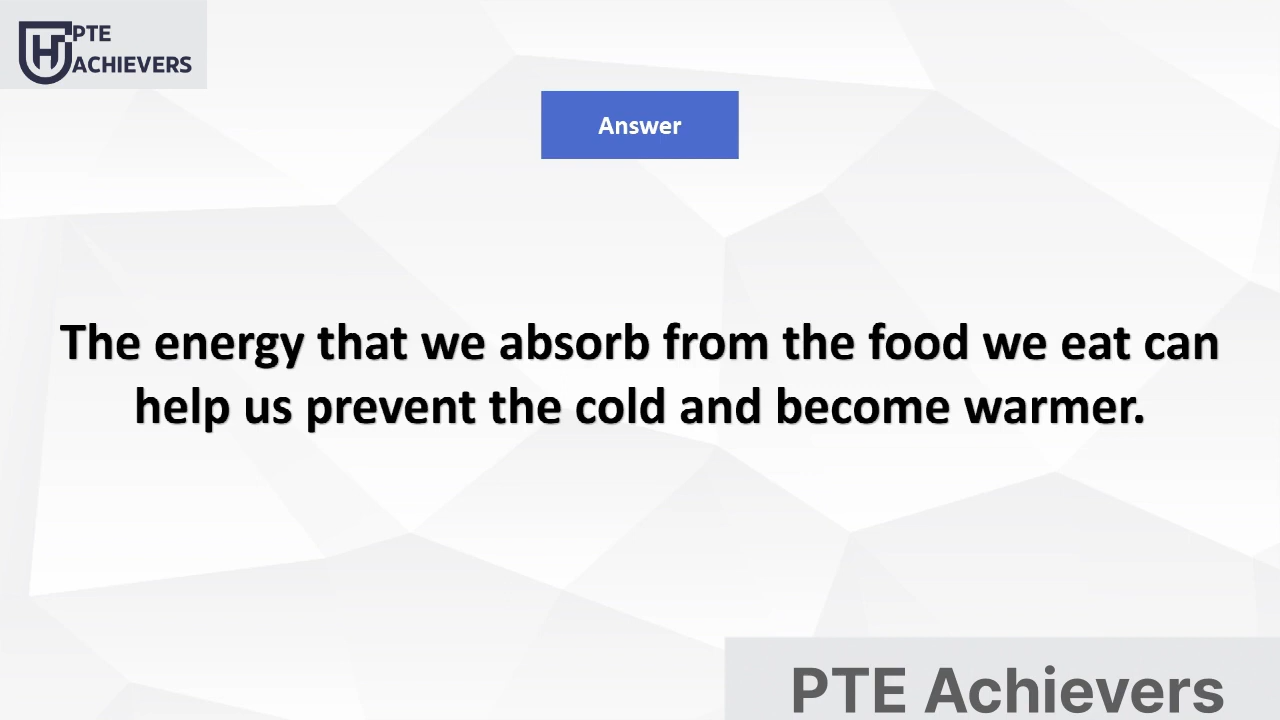 PTE
ACHIEVERS
Answer
The energy that we absorb from the food we eat can
help us prevent the cold and become warmer.
PTE Achievers